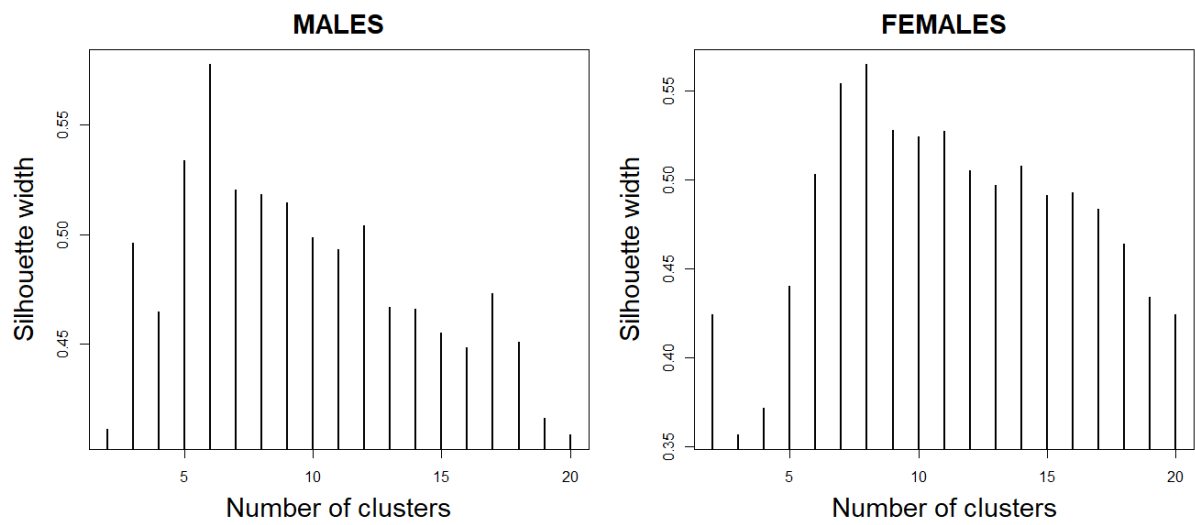 MALES
Silhouette width
0.55
0.50
0.45
5 10 15 20
Number of clusters
FEMALES
Silhouette width
0.55
0.50
0.45
0.40
0.35
5 10 15 20
Number of clusters